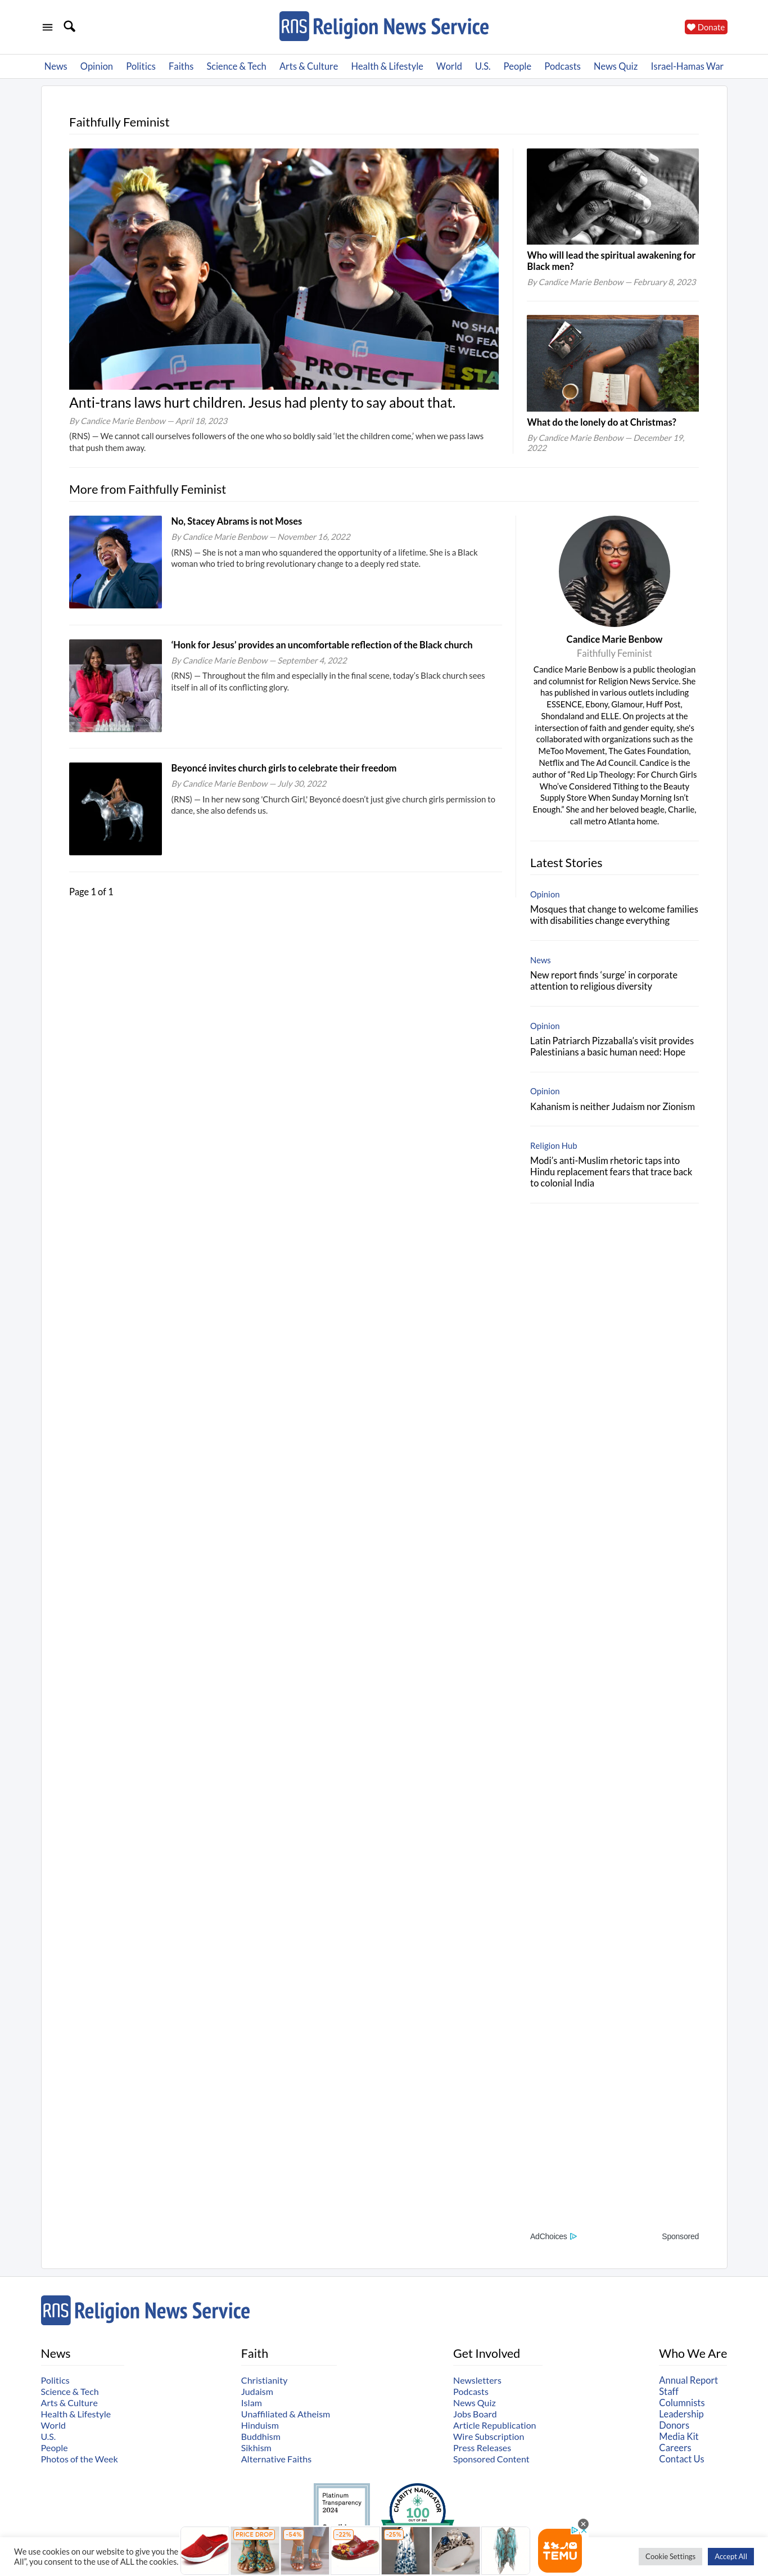 RNS Religion News Service
Donate
News Opinion Politics Faiths Science & Tech Arts & Culture Health & Lifestyle World U.S. People Podcasts News Quiz Israel-Hamas War
Faithfully Feminist
NO SHAM
NO FEA
RE WELCO
PROTECT
PROTECT
TRANS
STA
Anti-trans laws hurt children. Jesus had plenty to say about that.
By Candice Marie Benbow — April 18, 2023
(RNS) — We cannot call ourselves followers of the one who so boldly said ‘let the children come,’ when we pass laws
that push them away.
Who will lead the spiritual awakening for
Black men?
By Candice Marie Benbow — February 8, 2023
What do the lonely do at Christmas?
By Candice Marie Benbow — December 19,
2022
More from Faithfully Feminist
No, Stacey Abrams is not Moses
By Candice Marie Benbow — November 16, 2022
(RNS) — She is not a man who squandered the opportunity of a lifetime. She is a Black
woman who tried to bring revolutionary change to a deeply red state.
‘Honk for Jesus’ provides an uncomfortable reflection of the Black church
By Candice Marie Benbow — September 4, 2022
(RNS) — Throughout the film and especially in the final scene, today’s Black church sees
itself in all of its conflicting glory.
Beyoncé invites church girls to celebrate their freedom
By Candice Marie Benbow — July 30, 2022
(RNS) — In her new song 'Church Girl,' Beyoncé doesn’t just give church girls permission to
dance, she also defends us.
Page 1 of 1
Candice Marie Benbow
Faithfully Feminist
Candice Marie Benbow is a public theologian
and columnist for Religion News Service. She
has published in various outlets including
ESSENCE, Ebony, Glamour, Huff Post,
Shondaland and ELLE. On projects at the
intersection of faith and gender equity, she's
collaborated with organizations such as the
MeToo Movement, The Gates Foundation,
Netflix and The Ad Council. Candice is the
author of “Red Lip Theology: For Church Girls
Who’ve Considered Tithing to the Beauty
Supply Store When Sunday Morning Isn’t
Enough.” She and her beloved beagle, Charlie,
call metro Atlanta home.
Latest Stories
Opinion
Mosques that change to welcome families
with disabilities change everything
News
New report finds ‘surge’ in corporate
attention to religious diversity
Opinion
Latin Patriarch Pizzaballa’s visit provides
Palestinians a basic human need: Hope
Opinion
Kahanism is neither Judaism nor Zionism
Religion Hub
Modi’s anti-Muslim rhetoric taps into
Hindu replacement fears that trace back
to colonial India
AdChoices
Sponsored
RNS Religion News Service
News
Politics
Science & Tech
Arts & Culture
Health & Lifestyle
World
U.S.
People
Photos of the Week
Faith
Christianity
Judaism
Islam
Unaffiliated & Atheism
Hinduism
Buddhism
Sikhism
Alternative Faiths
Get Involved
Newsletters
Podcasts
News Quiz
Jobs Board
Article Republication
Wire Subscription
Press Releases
Sponsored Content
Who We Are
Annual Report
Staff
Columnists
Leadership
Donors
Media Kit
Careers
Contact Us
Platinum
Transparency
2024
CHARITY NAVIGATOR
100
OUT OF 100
We use cookies on our website to give you the
All”, you consent to the use of ALL the cookies.
PRICE DROP
-54%
-22%
-25%
TEMU
Cookie Settings
Accept All